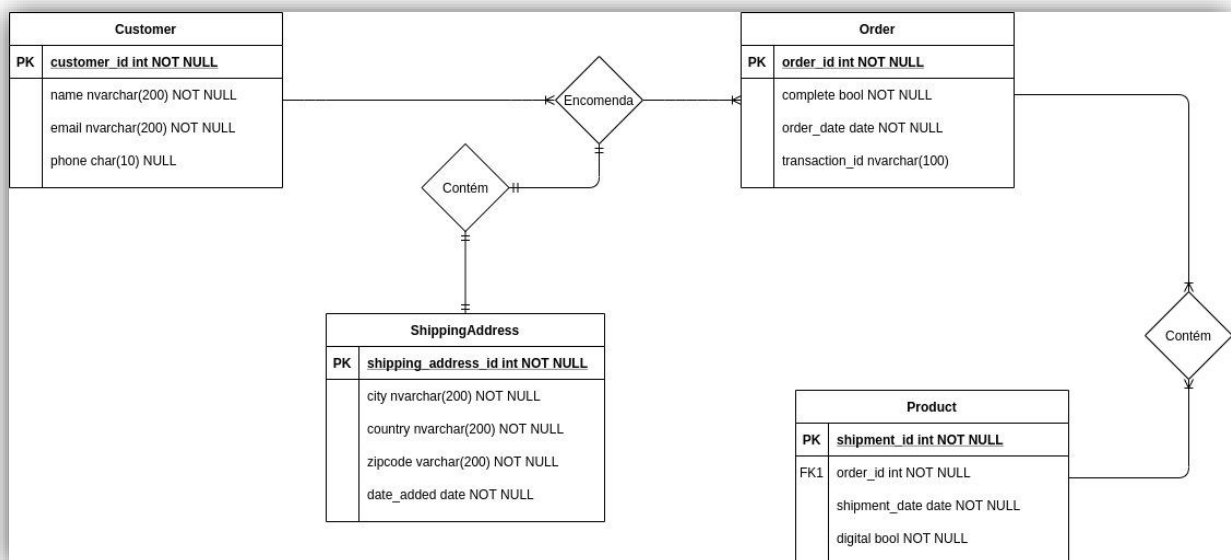 Customer
PK customer_id int NOT NULL
name nvarchar(200) NOT NULL
email nvarchar(200) NOT NULL
phone char(10) NULL
Encomenda
Order
PK order_id int NOT NULL
complete bool NOT NULL
order_date date NOT NULL
transaction_id nvarchar(100)
Contém
ShippingAddress
PK shipping_address_id int NOT NULL
city nvarchar(200) NOT NULL
country nvarchar(200) NOT NULL
zipcode varchar(200) NOT NULL
date_added date NOT NULL
Contém
Product
PK shipment_id int NOT NULL
FK1 order_id int NOT NULL
shipment_date date NOT NULL
digital bool NOT NULL